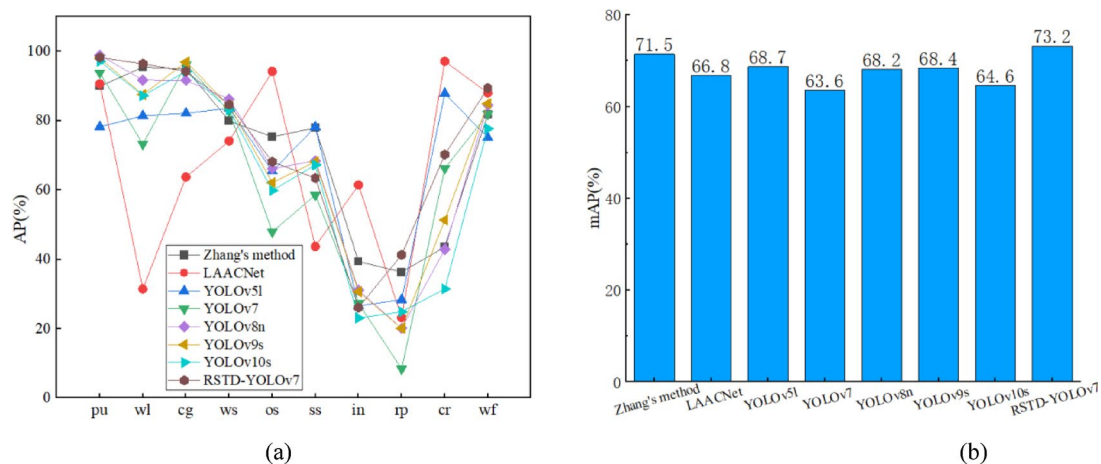 100
80
60
40
20
0
AP(%)
Zhang's method
LAACNet
YOLOv5l
YOLOv7
YOLOv8n
YOLOv9s
YOLOv10s
RSTD-YOLOv7
pu wl cg ws os ss in rp cr wf
(a)
80
60
40
20
0
mAP(%)
71.5
66.8
68.7
63.6
68.2
68.4
64.6
73.2
Zhang's method
LAACNet
YOLOv5l
YOLOv7
YOLOv8n
YOLOv9s
YOLOv10s
RSTD-YOLOv7
(b)